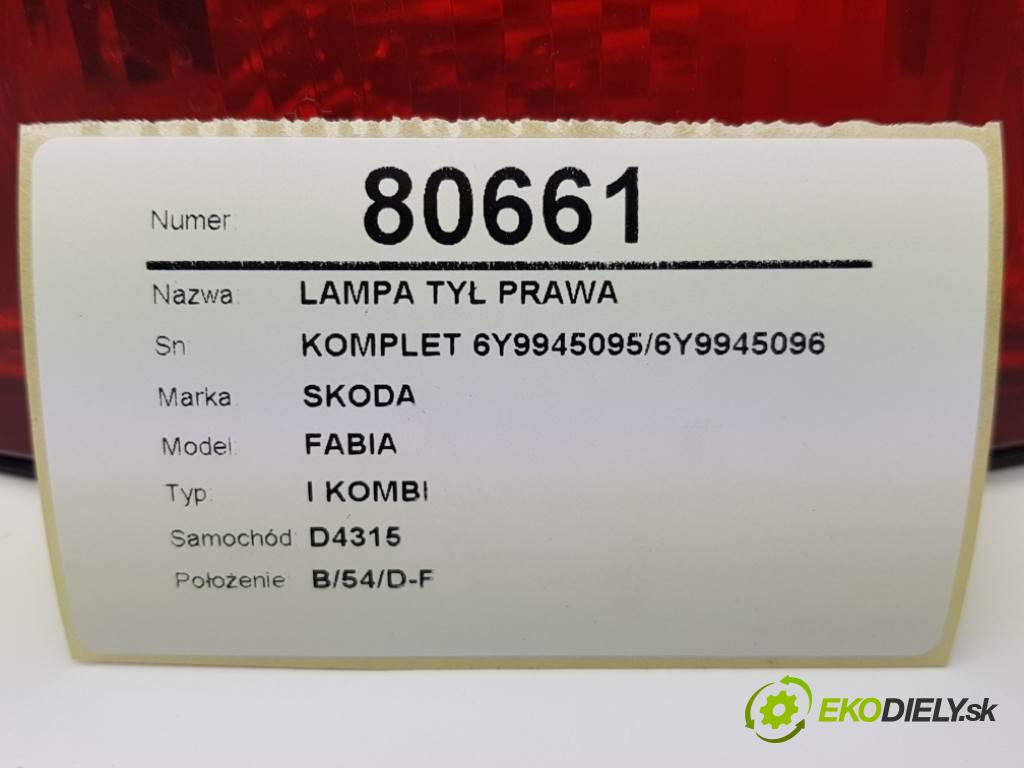 Numer: 80661
Nazwa: LAMPA TYŁ PRAWA
Sn: KOMPLET 6Y9945095/6Y9945096
Marka: SKODA
Model: FABIA
Typ: I KOMBI
Samochód: D4315
Położenie: B/54/D-F
EKODIELY.sk